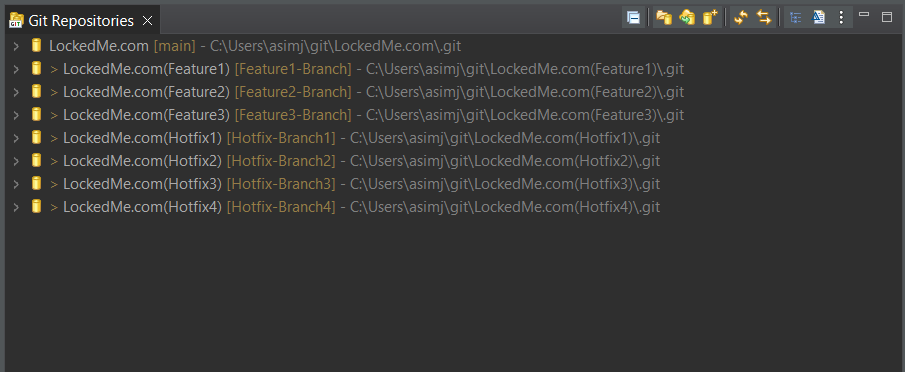 Git Repositories
LockedMe.com [main] - C:\Users\asimj\git\LockedMe.com\.git
> LockedMe.com(Feature1) [Feature1-Branch] - C:\Users\asimj\git\LockedMe.com(Feature1)\.git
> LockedMe.com(Feature2) [Feature2-Branch] - C:\Users\asimj\git\LockedMe.com(Feature2)\.git
> LockedMe.com(Feature3) [Feature3-Branch] - C:\Users\asimj\git\LockedMe.com(Feature3)\.git
> LockedMe.com(Hotfix1) [Hotfix-Branch1] - C:\Users\asimj\git\LockedMe.com(Hotfix1)\.git
> LockedMe.com(Hotfix2) [Hotfix-Branch2] - C:\Users\asimj\git\LockedMe.com(Hotfix2)\.git
> LockedMe.com(Hotfix3) [Hotfix-Branch3] - C:\Users\asimj\git\LockedMe.com(Hotfix3)\.git
> LockedMe.com(Hotfix4) [Hotfix-Branch4] - C:\Users\asimj\git\LockedMe.com(Hotfix4)\.git